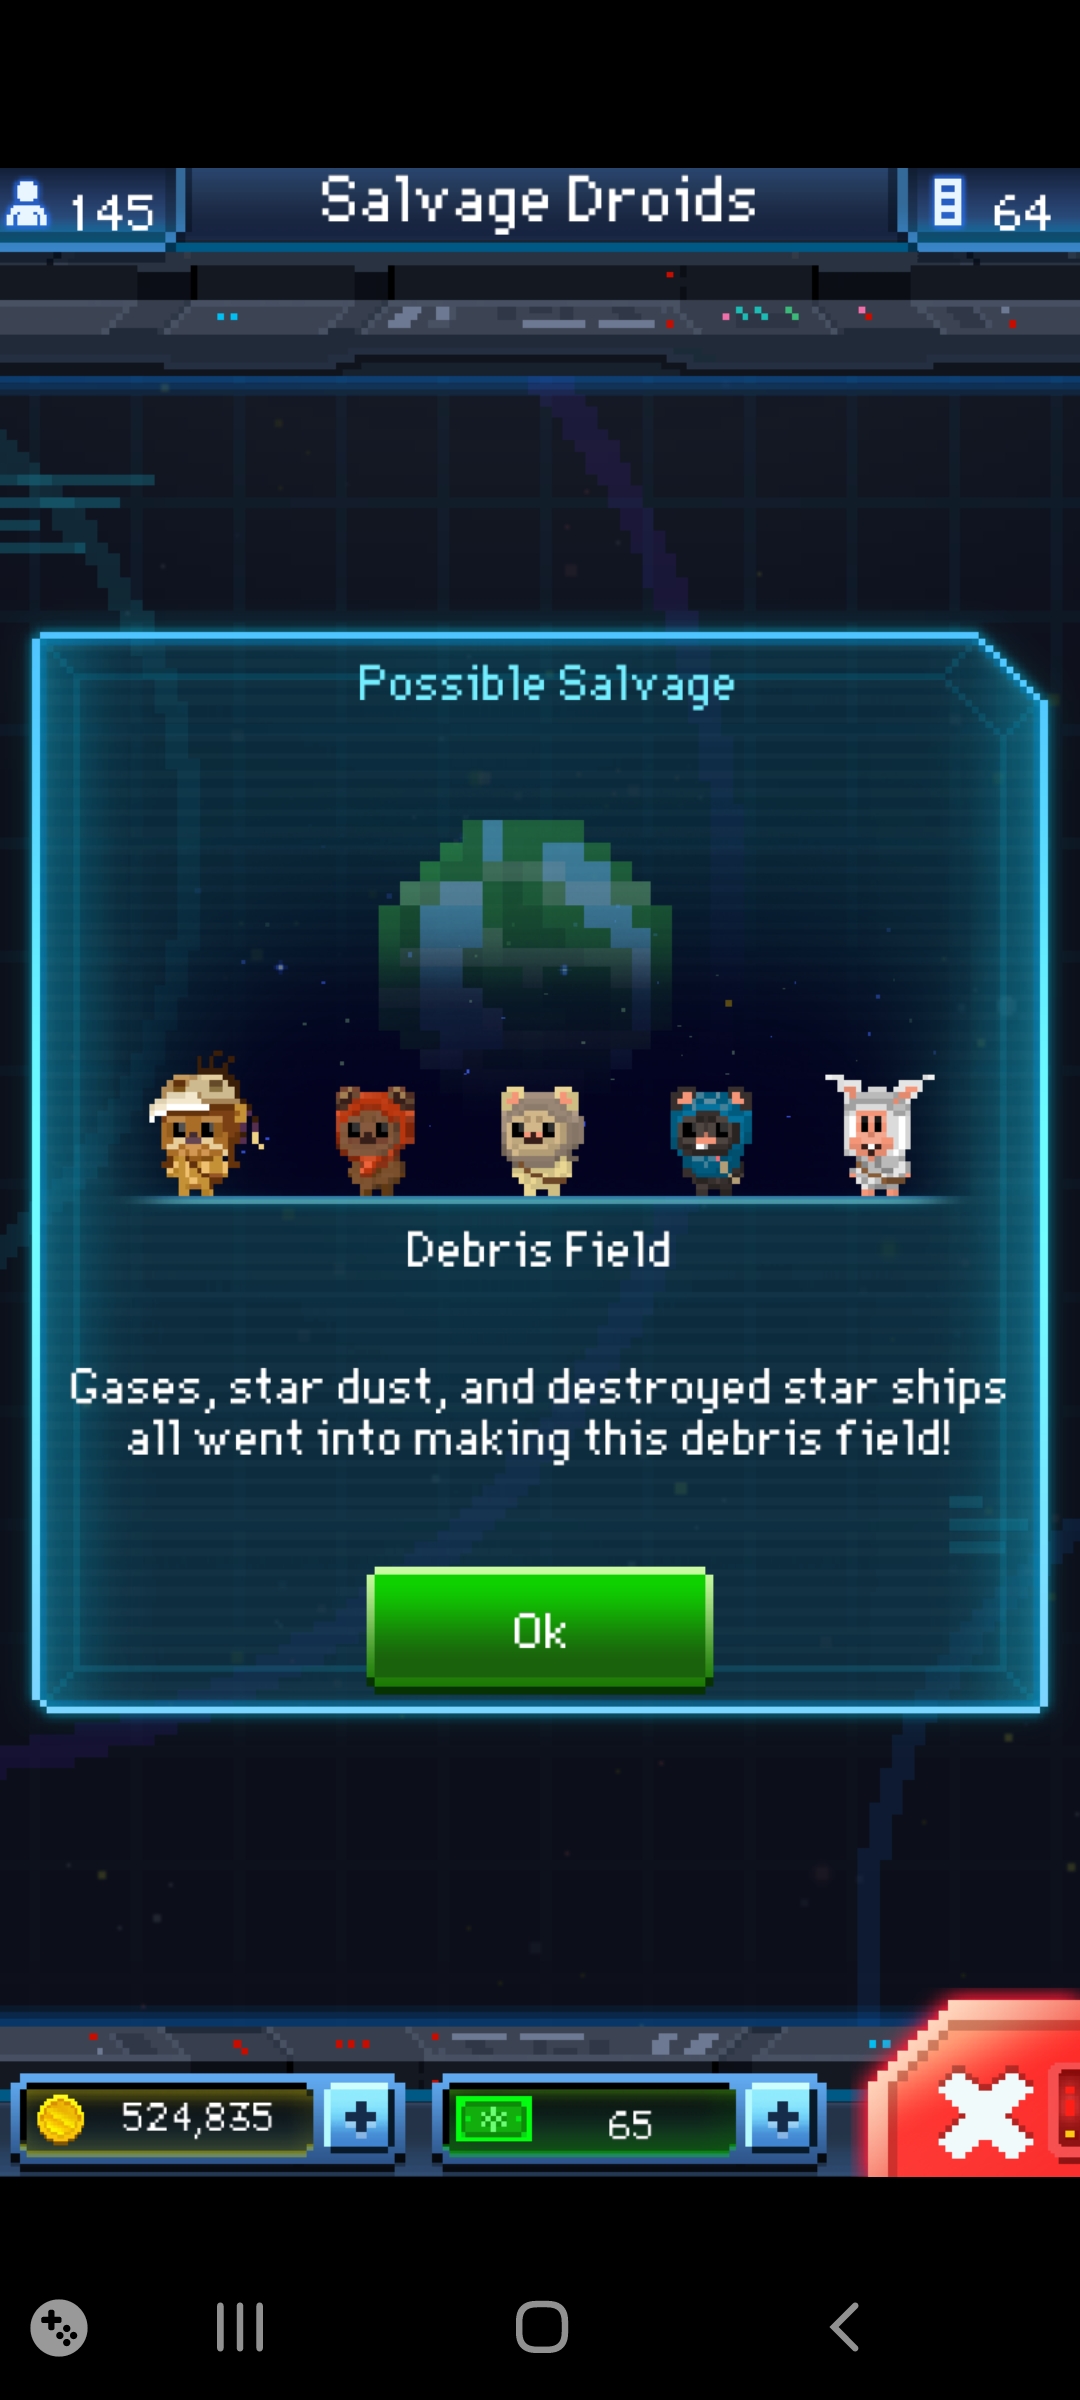 145
Salvage Droids
64
Possible Salvage
Debris Field
Gases, star dust, and destroyed star ships
all went into making this debris field!
Ok
524,835
65